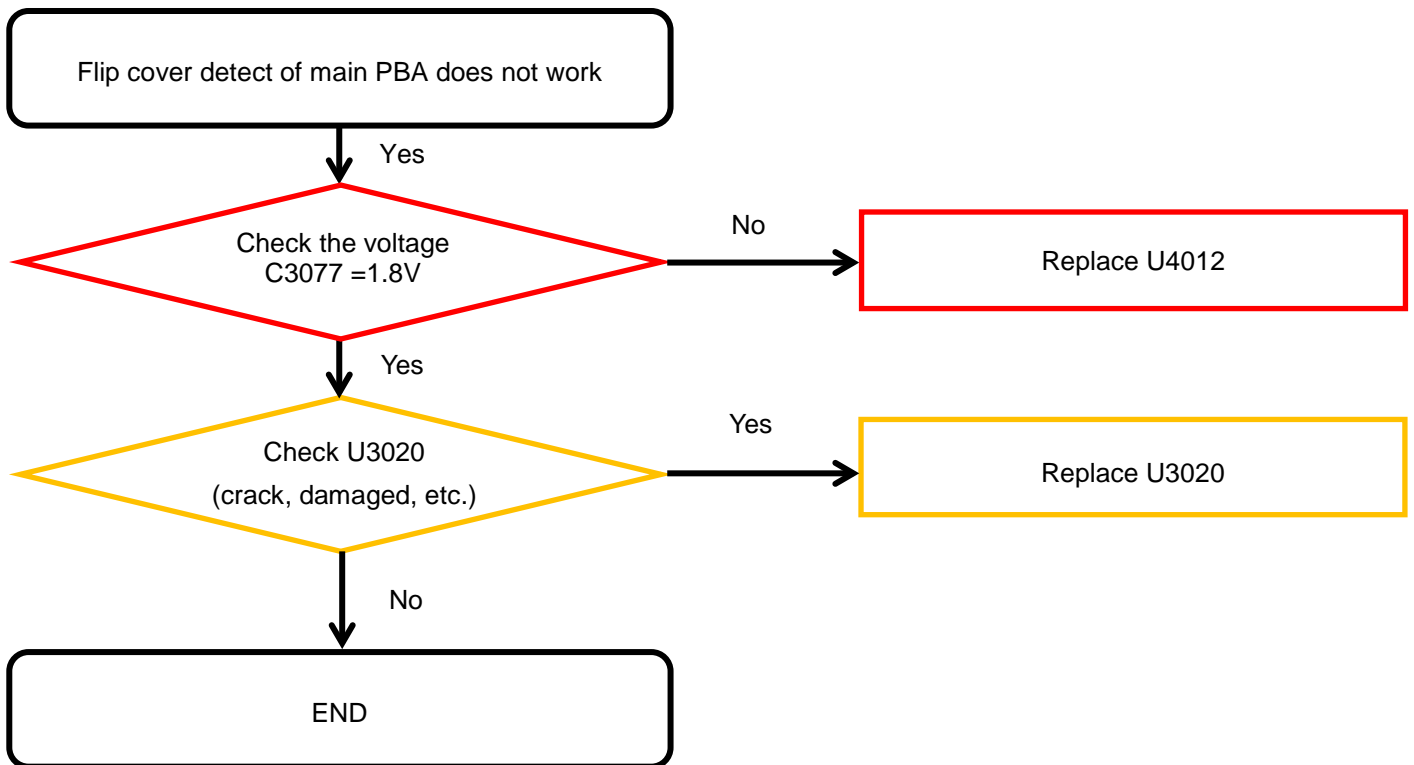 Flip cover detect of main PBA does not work
Yes
Check the voltage
C3077 =1.8V
No
Replace U4012
Yes
Check U3020
(crack, damaged, etc.)
Yes
Replace U3020
No
END